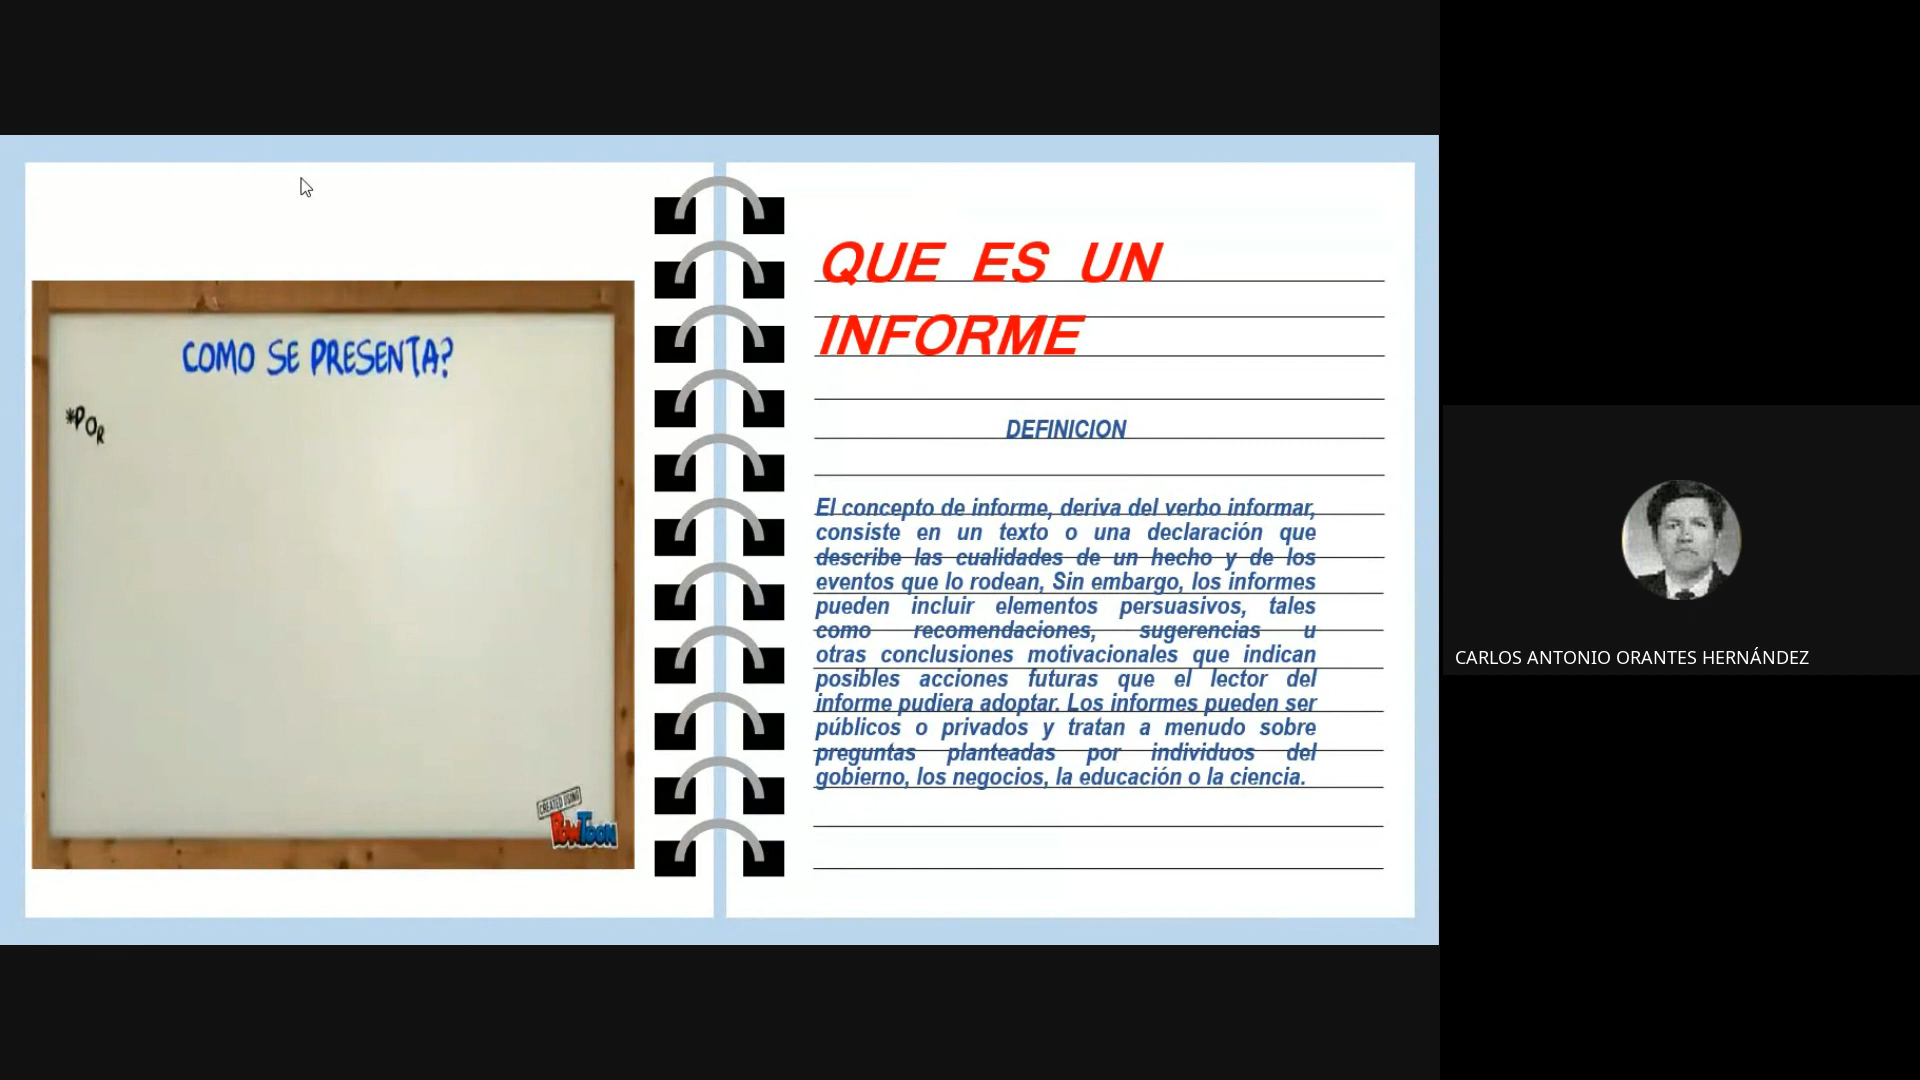 COMO SE PRESENTA?
*POR
CREATED USING
POWTOON
QUE ES UN
INFORME
DEFINICION
El concepto de informe, deriva del verbo informar,
consiste en un texto o una declaración que
describe las cualidades de un hecho y de los
eventos que lo rodean, Sin embargo, los informes
pueden incluir elementos persuasivos, tales
como recomendaciones, sugerencias u
otras conclusiones motivacionales que indican
posibles acciones futuras que el lector del
informe pudiera adoptar. Los informes pueden ser
públicos o privados y tratan a menudo sobre
preguntas planteadas por individuos del
gobierno, los negocios, la educación o la ciencia.
CARLOS ANTONIO ORANTES HERNÁNDEZ